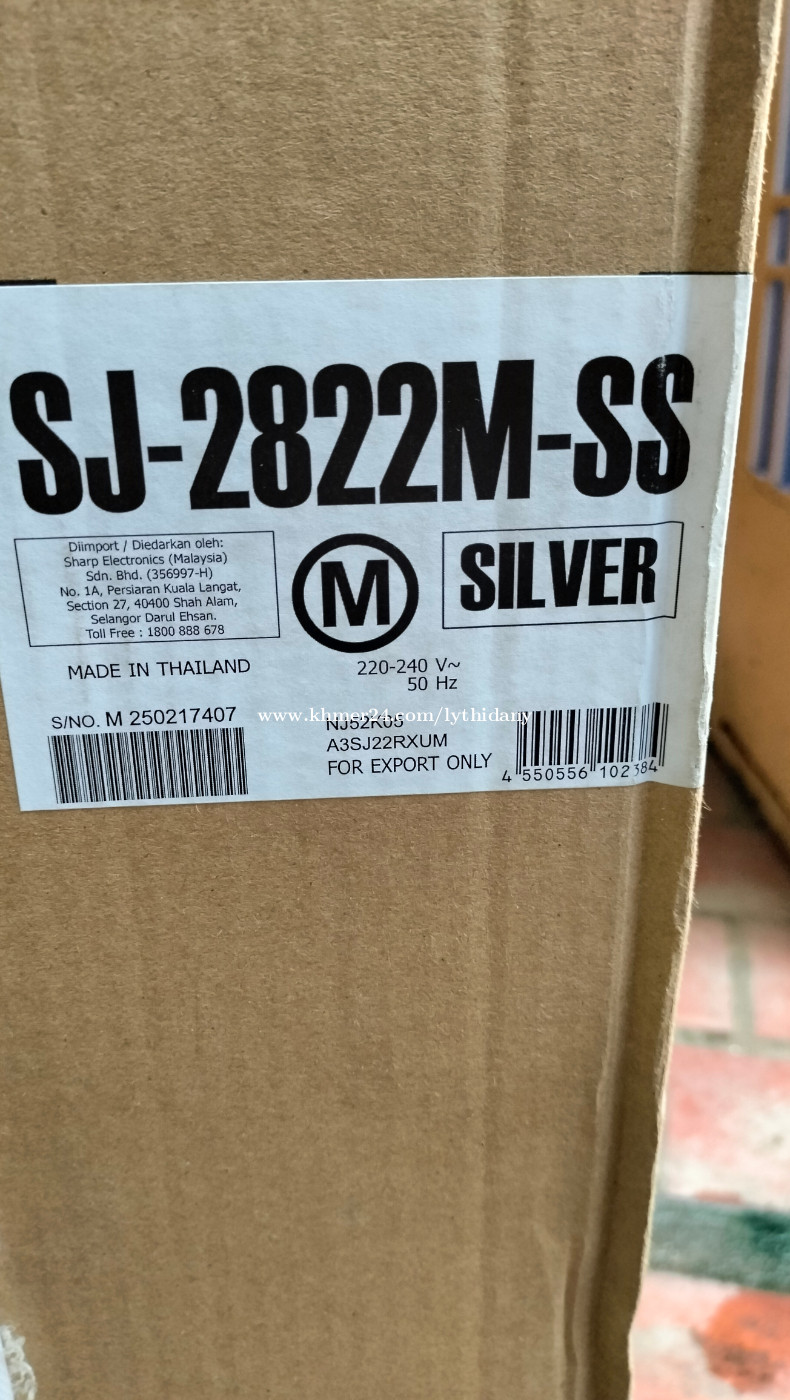 SJ-2822M-SS
Diimport / Diedarkan oleh:
Sharp Electronics (Malaysia)
Sdn. Bhd. (356997-H)
No. 1A, Persiaran Kuala Langat,
Section 27, 40400 Shah Alam,
Selangor Darul Ehsan.
Toll Free : 1800 888 678
M
SILVER
MADE IN THAILAND
220-240 V~
50 Hz
S/NO. M 250217407
www.khmer24.com/lythidany
A3SJ22RXUM
FOR EXPORT ONLY
4 550556 102384